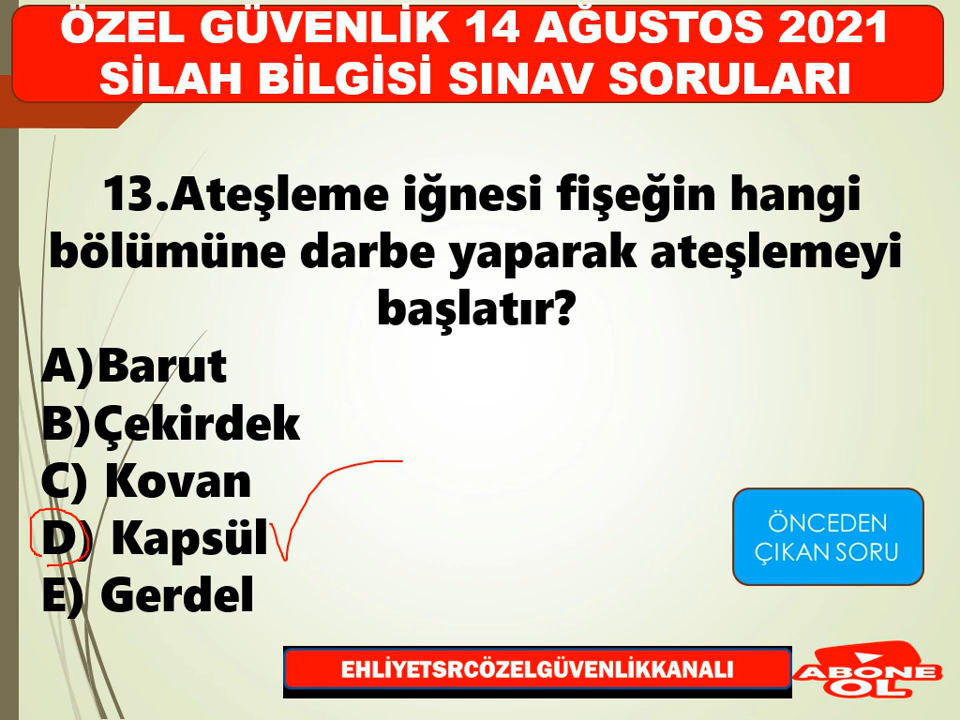 ÖZEL GÜVENLİK 14 AĞUSTOS 2021
SİLAH BİLGİSİ SINAV SORULARI
13.Ateşleme iğnesi fişeğin hangi
bölümüne darbe yaparak ateşlemeyi
başlatır?
A)Barut
B)Çekirdek
C) Kovan
D) Kapsül
E) Gerdel
ÖNCEDEN
ÇIKAN SORU
EHLİYETSRCÖZELGÜVENLİKKANALI
ABONE
OL